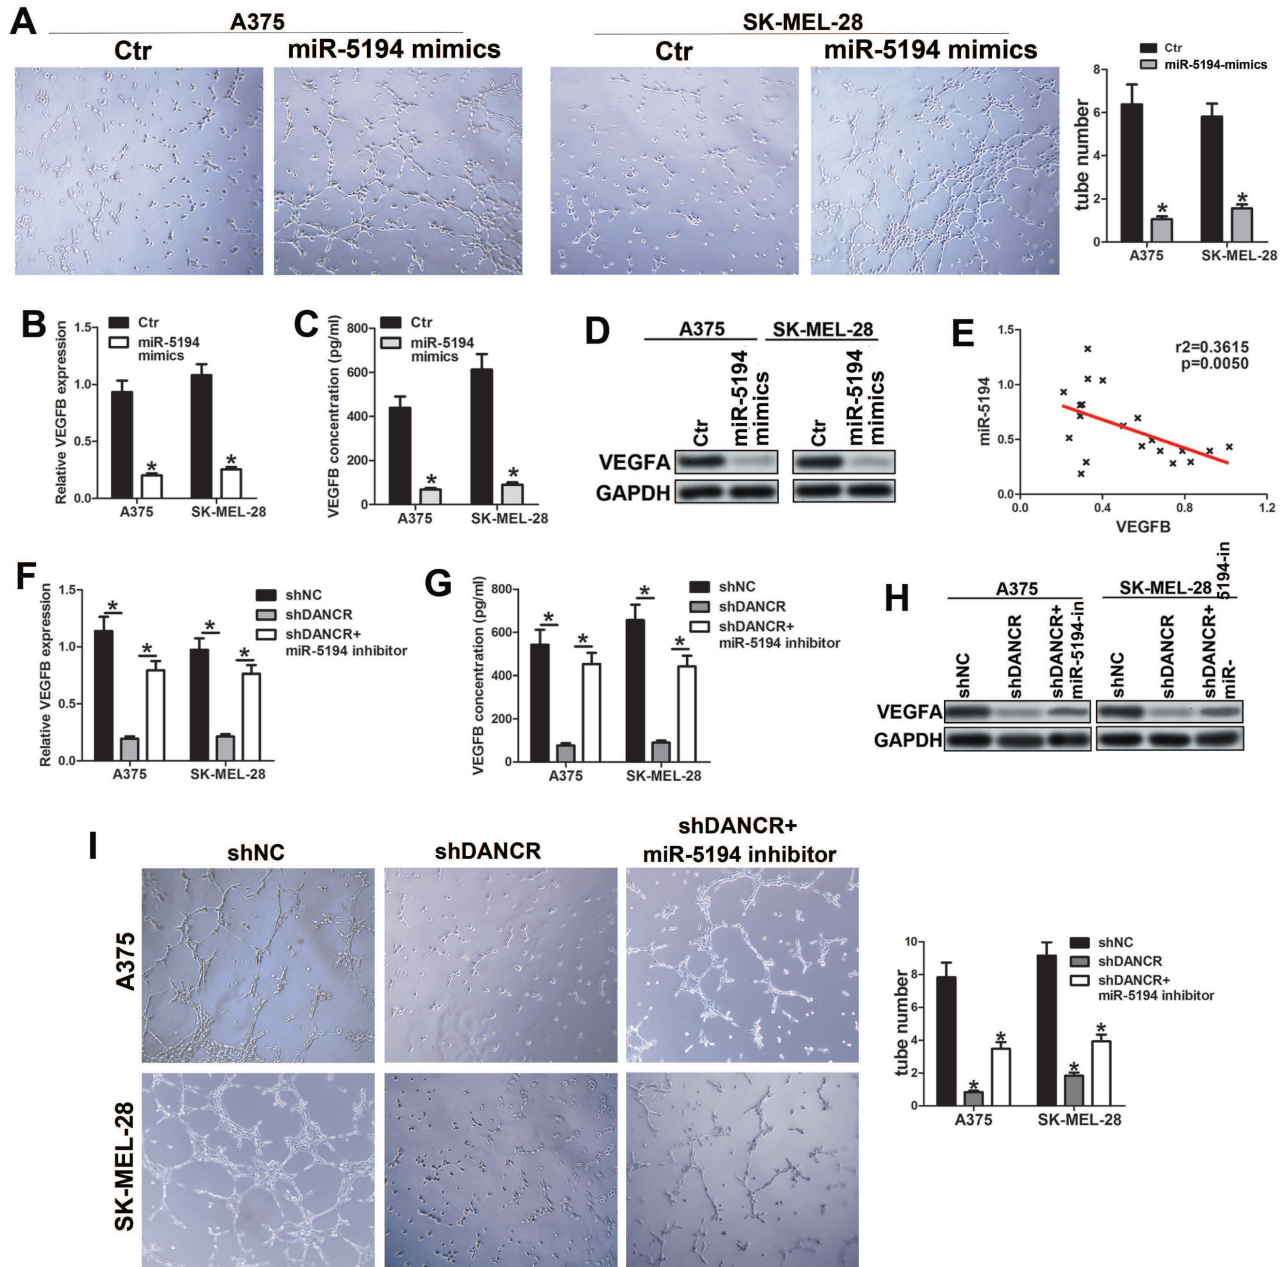 A
A375
SK-MEL-28
Ctr
miR-5194 mimics
Ctr
miR-5194 mimics
Ctr
miR-5194-mimics
tube number
8
6
4
2
0
*
*
A375
SK-MEL-28
B
Ctr
miR-5194
mimics
Relative VEGFB expression
1.5
1.0
0.5
0.0
*
*
A375
SK-MEL-28
C
Ctr
miR-5194
mimics
VEGFB concentration (pg/ml)
800
600
400
200
0
*
*
A375
SK-MEL-28
D
A375
SK-MEL-28
Ctr
miR-5194
mimics
Ctr
miR-5194
mimics
VEGFA
GAPDH
E
r2=0.3615
p=0.0050
miR-5194
1.5
1.0
0.5
0.0
0.0
0.4
0.8
1.2
VEGFB
F
shNC
shDANCR
shDANCR+
miR-5194 inhibitor
Relative VEGFB expression
1.5
1.0
0.5
0.0
*
*
*
*
A375
SK-MEL-28
G
shNC
shDANCR
shDANCR+
miR-5194 inhibitor
VEGFB concentration (pg/ml)
800
600
400
200
0
*
*
*
*
A375
SK-MEL-28
H
A375
SK-MEL-28
shNC
shDANCR
shDANCR+
miR-5194-in
shNC
shDANCR
shDANCR+
miR-
5194-in
VEGFA
GAPDH
I
shNC
shDANCR
shDANCR+
miR-5194 inhibitor
A375
SK-MEL-28
shNC
shDANCR
shDANCR+
miR-5194 inhibitor
tube number
10
8
6
4
2
0
*
*
*
*
A375
SK-MEL-28